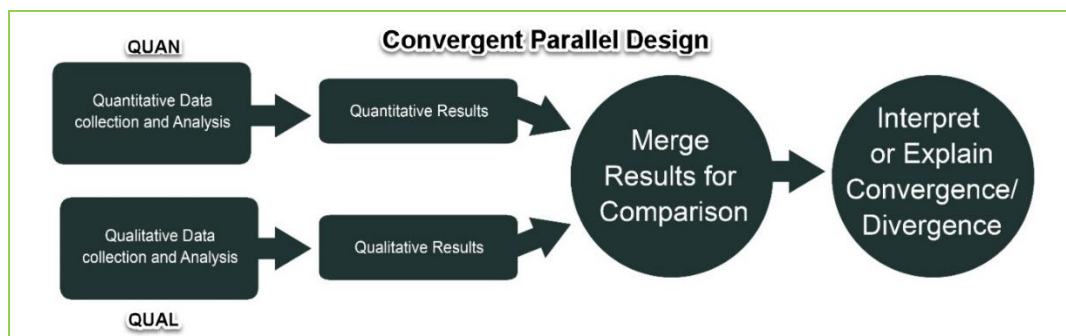 Convergent Parallel Design
QUAN
Quantitative Data
collection and Analysis
Quantitative Results
Qualitative Data
collection and Analysis
QUAL
Qualitative Results
Merge
Results for
Comparison
Interpret
or Explain
Convergence/
Divergence